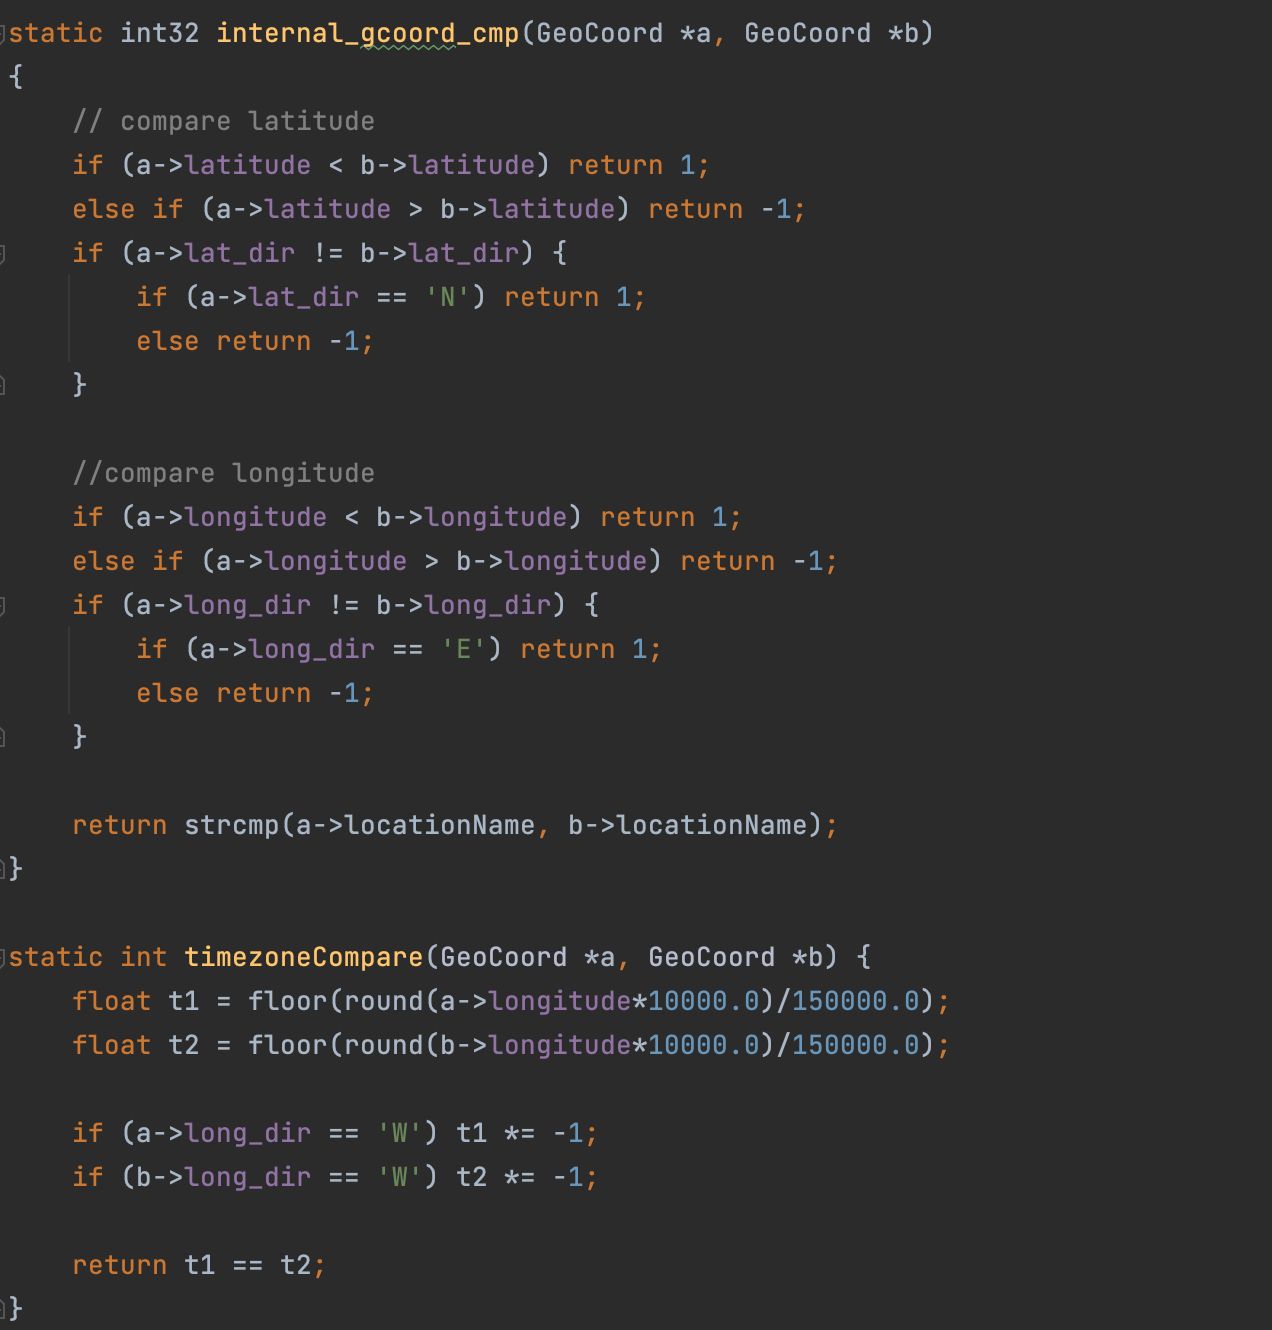 static int32 internal_gcoord_cmp(GeoCoord *a, GeoCoord *b)
{
    // compare latitude
    if (a->latitude < b->latitude) return 1;
    else if (a->latitude > b->latitude) return -1;
    if (a->lat_dir != b->lat_dir) {
        if (a->lat_dir == 'N') return 1;
        else return -1;
    }

    //compare longitude
    if (a->longitude < b->longitude) return 1;
    else if (a->longitude > b->longitude) return -1;
    if (a->long_dir != b->long_dir) {
        if (a->long_dir == 'E') return 1;
        else return -1;
    }

    return strcmp(a->locationName, b->locationName);
}

static int timezoneCompare(GeoCoord *a, GeoCoord *b) {
    float t1 = floor(round(a->longitude*10000.0)/150000.0);
    float t2 = floor(round(b->longitude*10000.0)/150000.0);

    if (a->long_dir == 'W') t1 *= -1;
    if (b->long_dir == 'W') t2 *= -1;

    return t1 == t2;
}